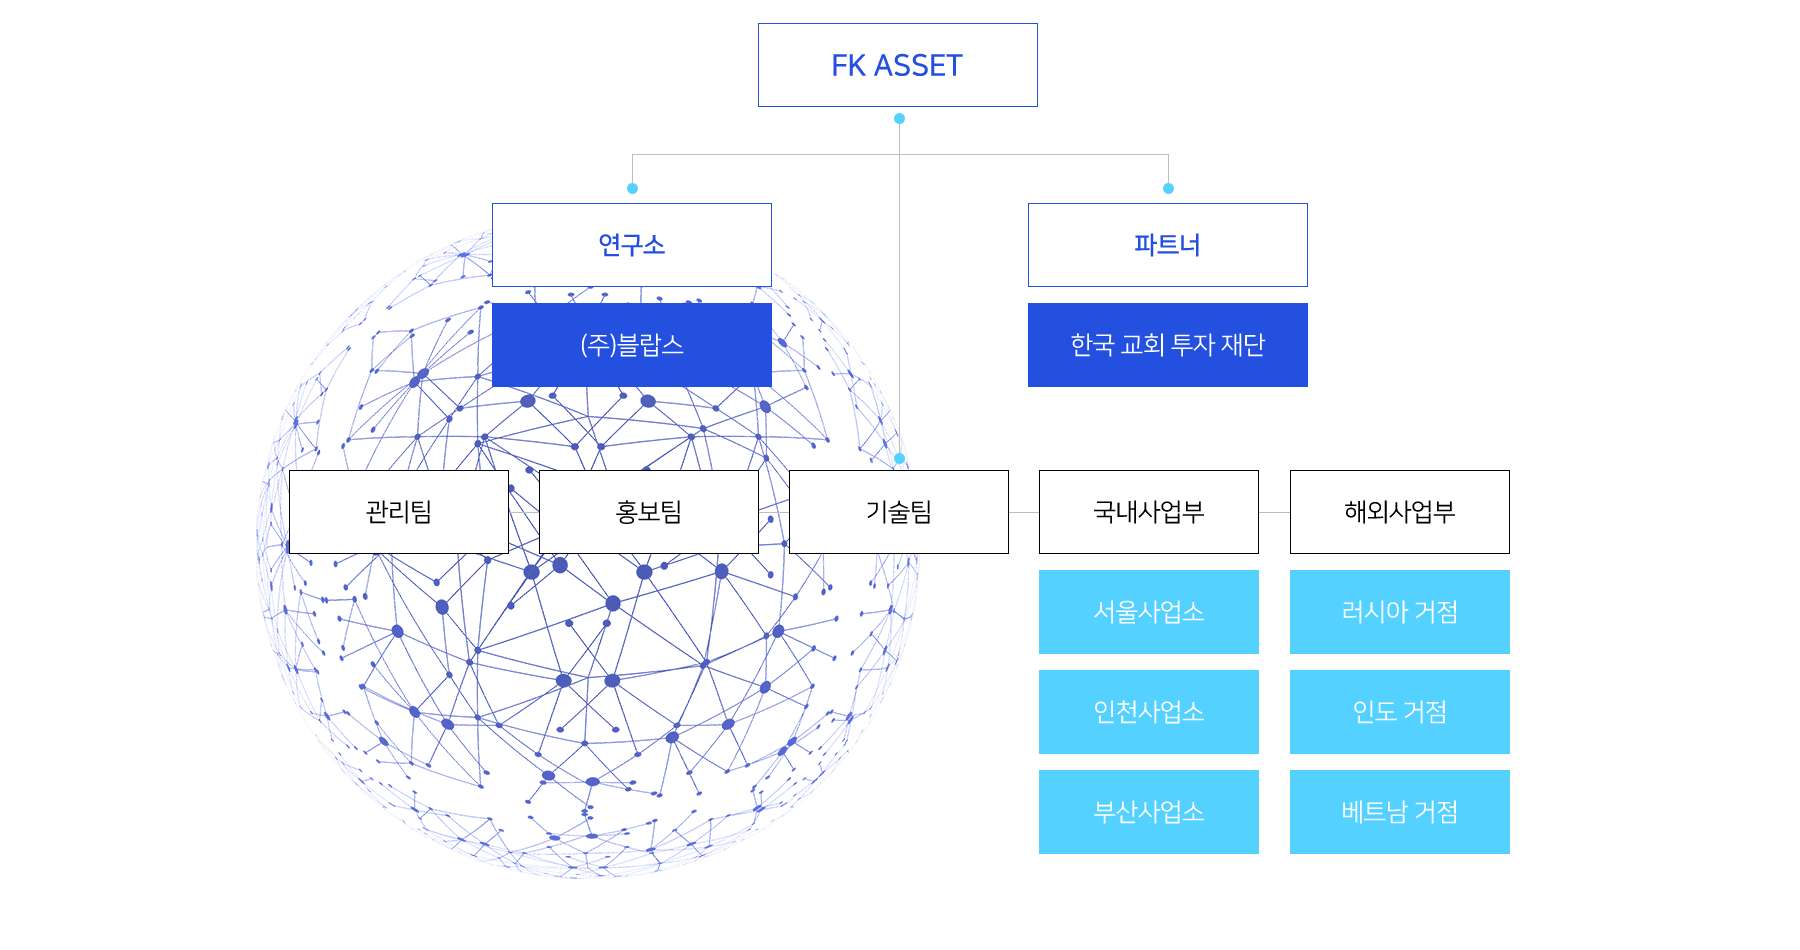 FK ASSET
연구소
파트너
(주)블랍스
한국 교회 투자 재단
관리팀
홍보팀
기술팀
국내사업부
해외사업부
서울사업소
러시아 거점
인천사업소
인도 거점
부산사업소
베트남 거점